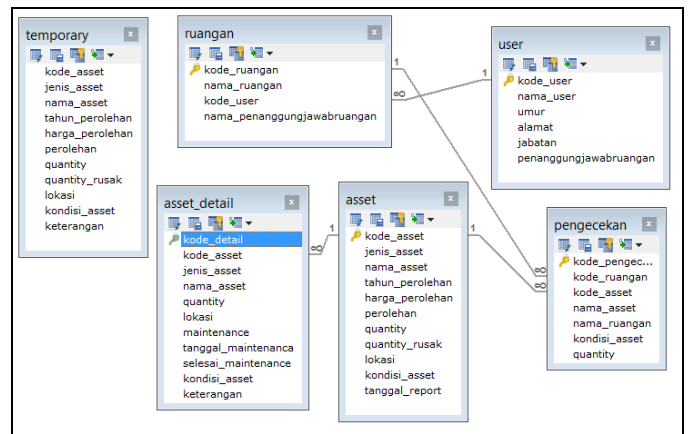 temporary
kode_asset
jenis_asset
nama_asset
tahun_perolehan
harga_perolehan
perolehan
quantity
quantity_rusak
lokasi
kondisi_asset
keterangan
ruangan
kode_ruangan
nama_ruangan
kode_user
nama_penanggungjawabruangan
user
kode_user
nama_user
umur
alamat
jabatan
penanggungjawabruangan
1
1
∞
asset_detail
kode_detail
kode_asset
jenis_asset
nama_asset
quantity
lokasi
maintenance
tanggal_maintenanca
selesai_maintenance
kondisi_asset
keterangan
1
∞
asset
kode_asset
jenis_asset
nama_asset
tahun_perolehan
harga_perolehan
perolehan
quantity
quantity_rusak
lokasi
kondisi_asset
tanggal_report
1
∞
∞
pengecekan
kode_pengec...
kode_ruangan
kode_asset
nama_asset
nama_ruangan
kondisi_asset
quantity